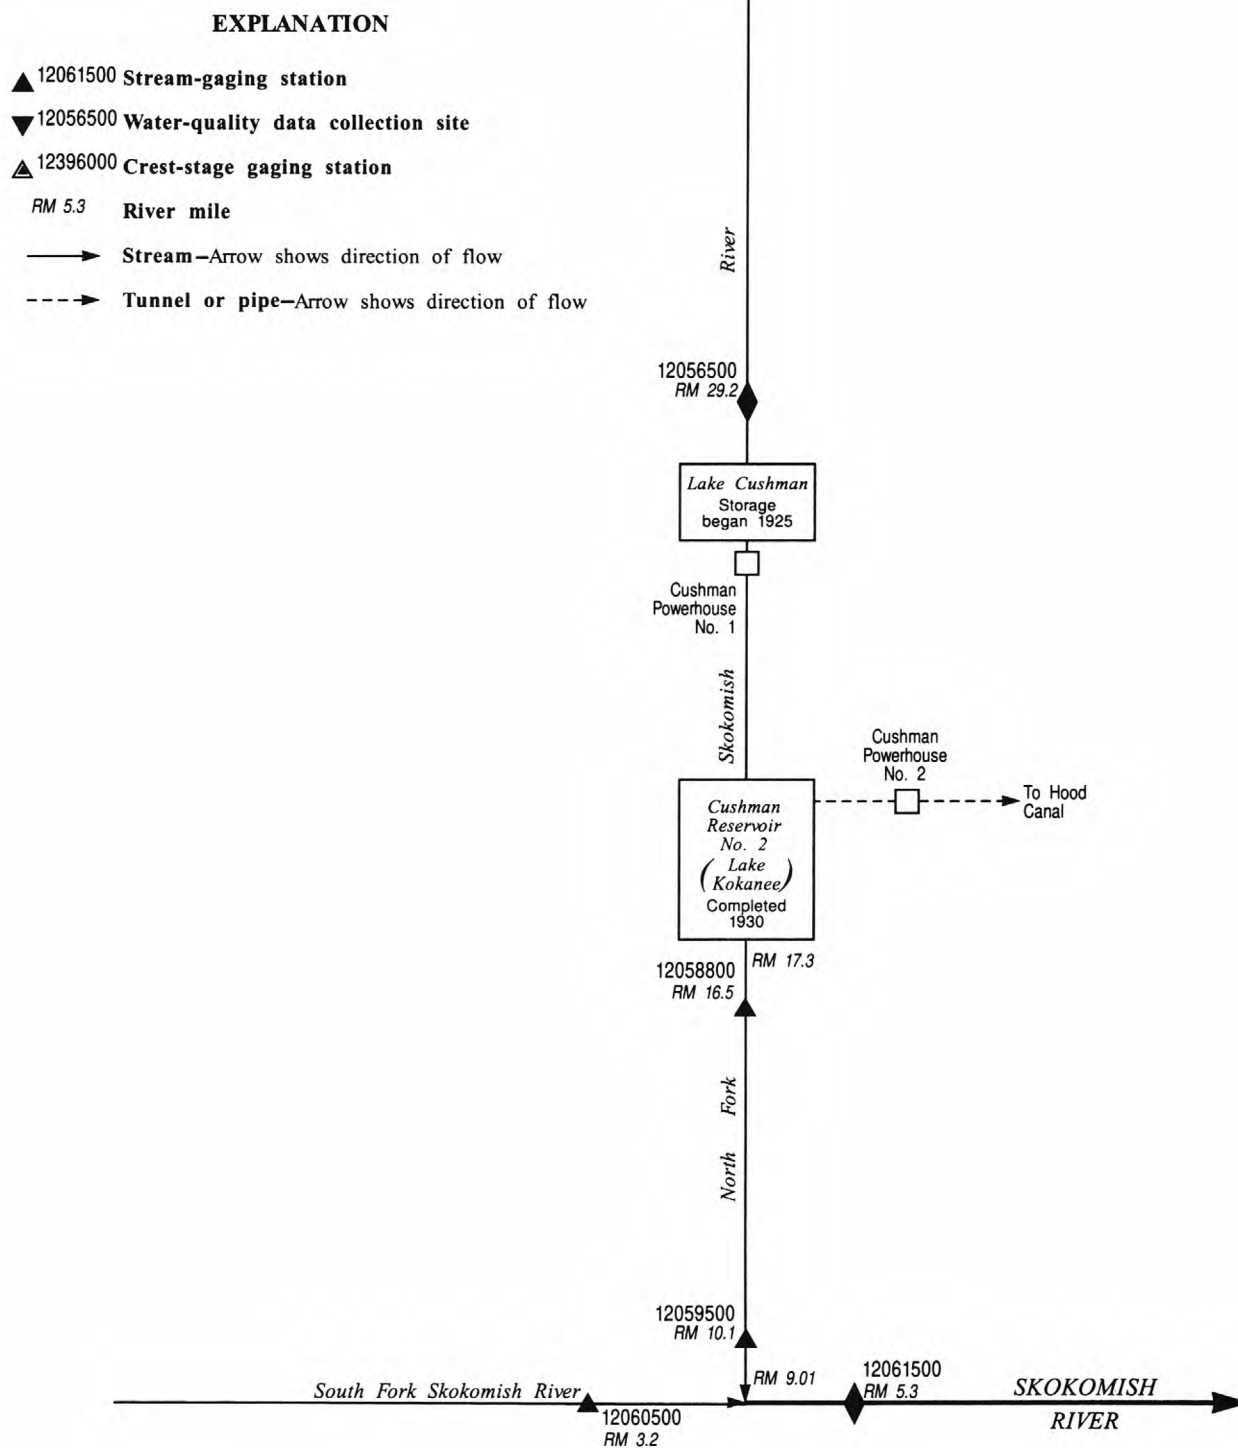 EXPLANATION
12061500 Stream-gaging station
12056500 Water-quality data collection site
12396000 Crest-stage gaging station
RM 5.3 River mile
Stream—Arrow shows direction of flow
Tunnel or pipe—Arrow shows direction of flow
River
12056500
RM 29.2
Lake Cushman
Storage
began 1925
Cushman
Powerhouse
No. 1
Skokomish
Cushman
Powerhouse
No. 2
To Hood
Canal
Cushman
Reservoir
No. 2
(Lake
Kokanee)
Completed
1930
RM 17.3
12058800
RM 16.5
Fork
North
12059500
RM 10.1
RM 9.01
12061500
RM 5.3
South Fork Skokomish River
SKOKOMISH
RIVER
12060500
RM 3.2